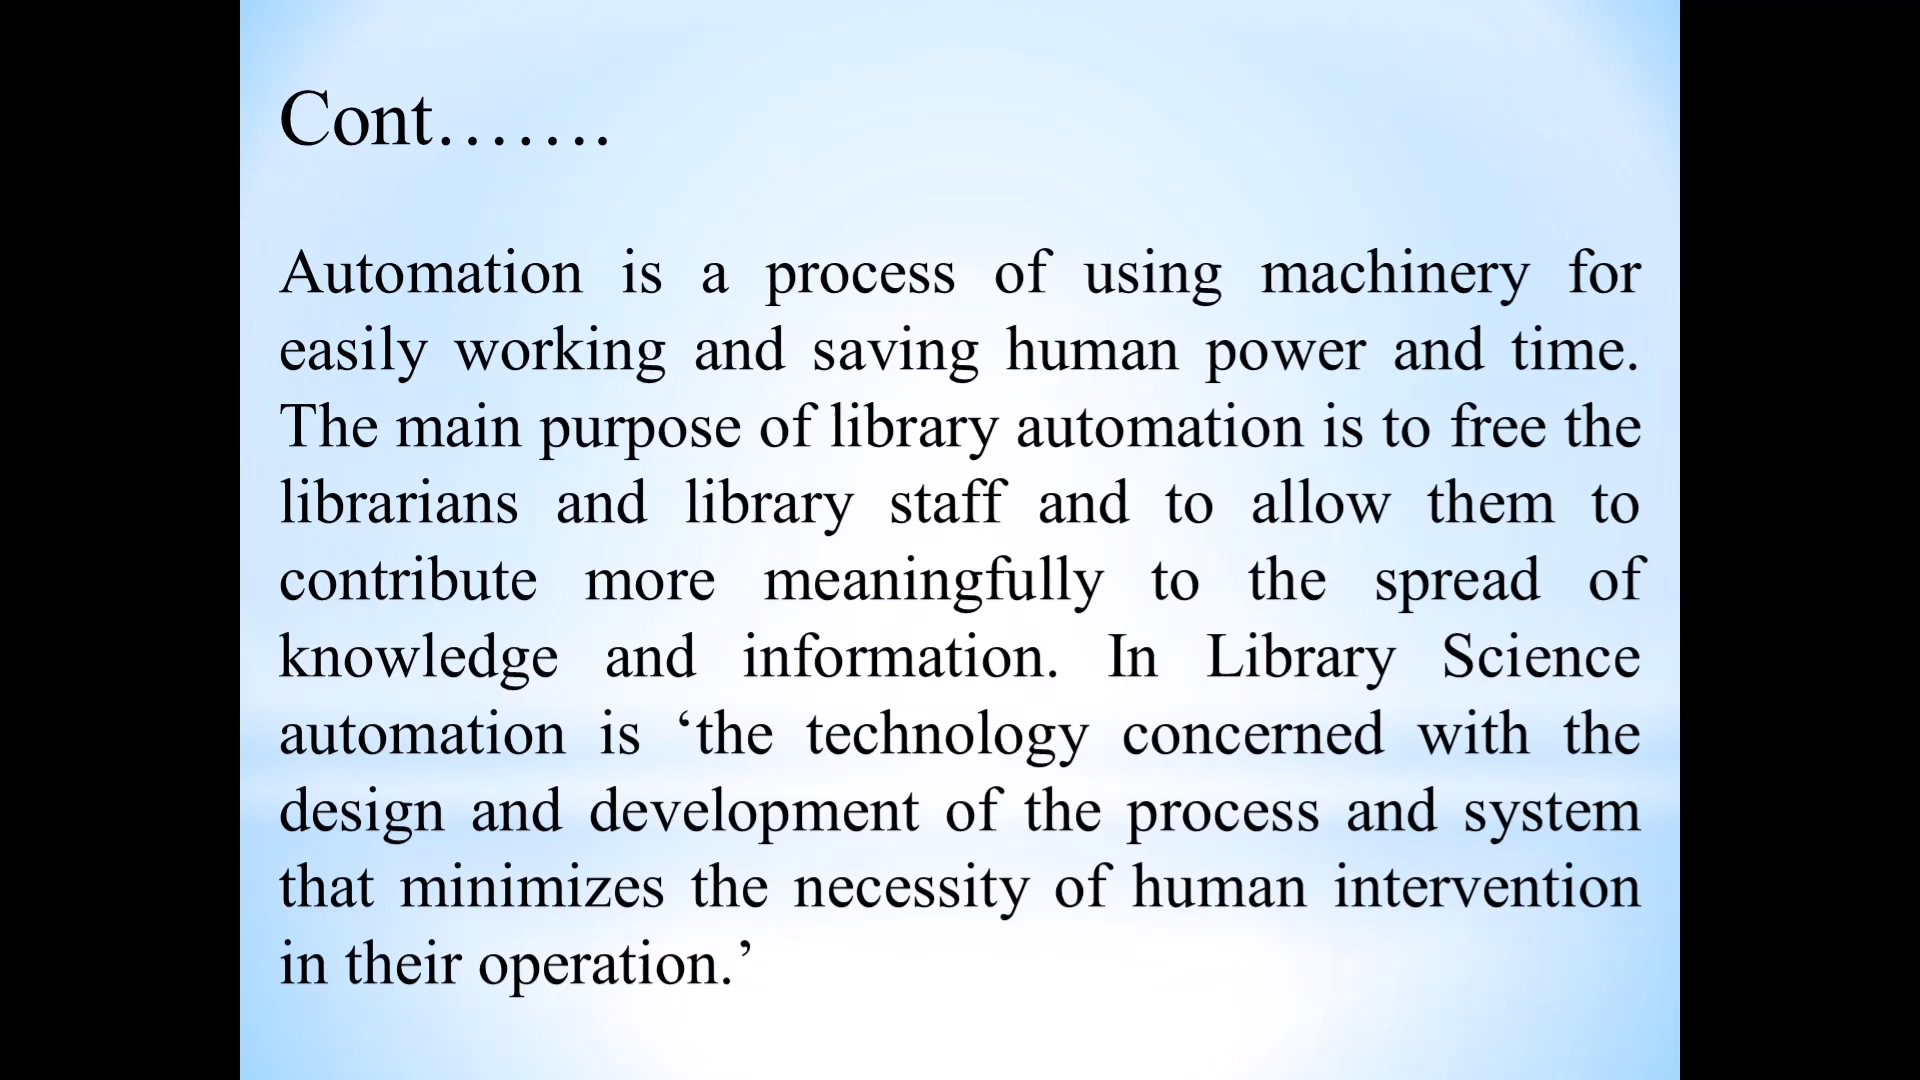 Cont…….
Automation is a process of using machinery for
easily working and saving human power and time.
The main purpose of library automation is to free the
librarians and library staff and to allow them to
contribute more meaningfully to the spread of
knowledge and information. In Library Science
automation is ‘the technology concerned with the
design and development of the process and system
that minimizes the necessity of human intervention
in their operation.’